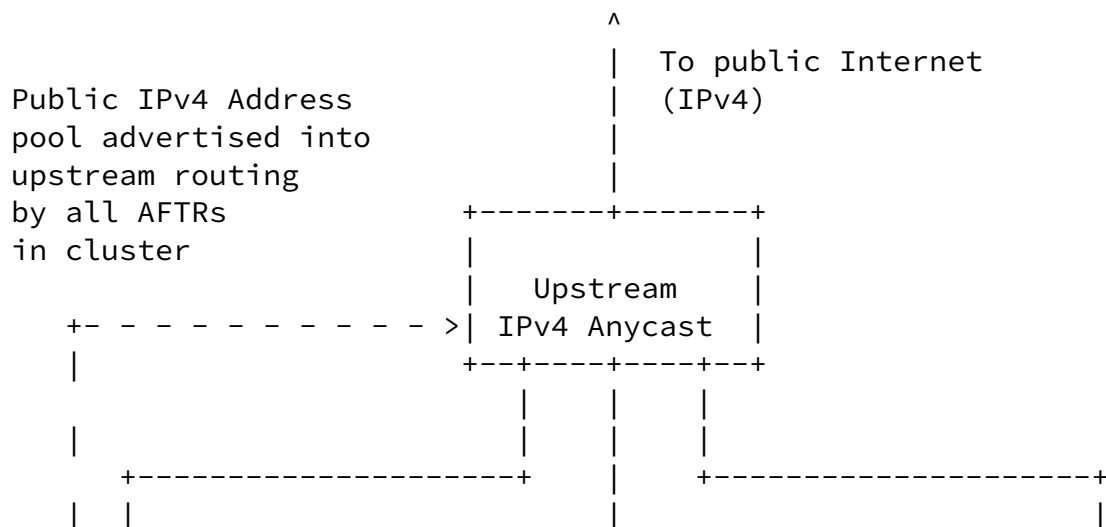 To public Internet
(IPv4)
Public IPv4 Address
pool advertised into
upstream routing
by all AFTRs
in cluster
Upstream
IPv4 Anycast